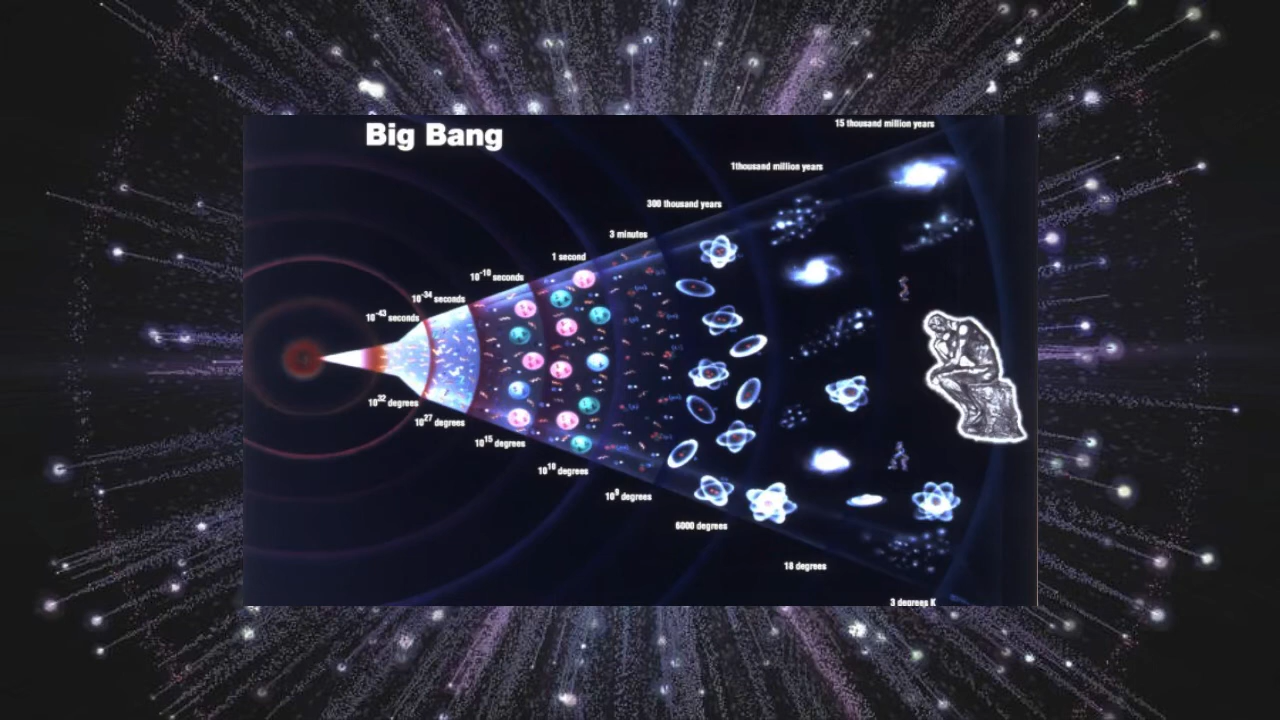 Big Bang
15 thousand million years
1thousand million years
300 thousand years
3 minutes
1 second
10⁻¹⁰ seconds
10⁻³⁴ seconds
10⁻⁴³ seconds
10³² degrees
10²⁷ degrees
10¹⁵ degrees
10¹⁰ degrees
10⁹ degrees
6000 degrees
18 degrees
3 degrees K